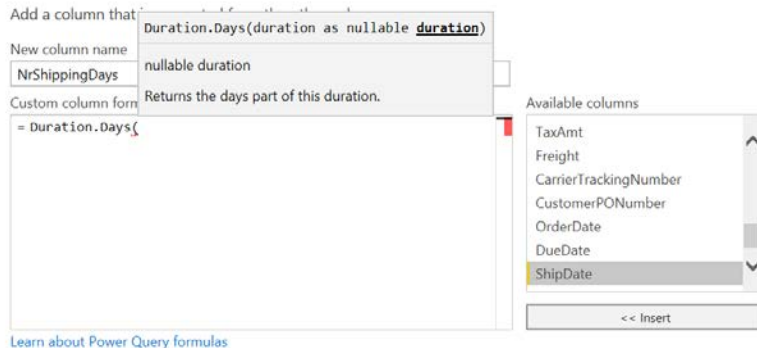 Add a column that
Duration.Days(duration as nullable duration)
New column name
nullable duration
NrShippingDays
Returns the days part of this duration.
Custom column form
Available columns
= Duration.Days(
TaxAmt
Freight
CarrierTrackingNumber
CustomerPONumber
OrderDate
DueDate
ShipDate
<< Insert
Learn about Power Query formulas